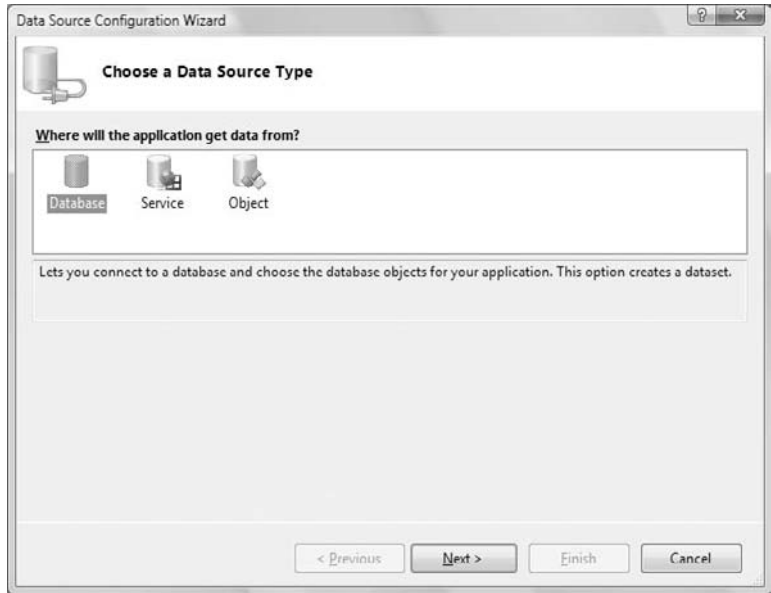 Data Source Configuration Wizard
Choose a Data Source Type
Where will the application get data from?
Database Service Object
Lets you connect to a database and choose the database objects for your application. This option creates a dataset.
< Previous Next > Finish Cancel